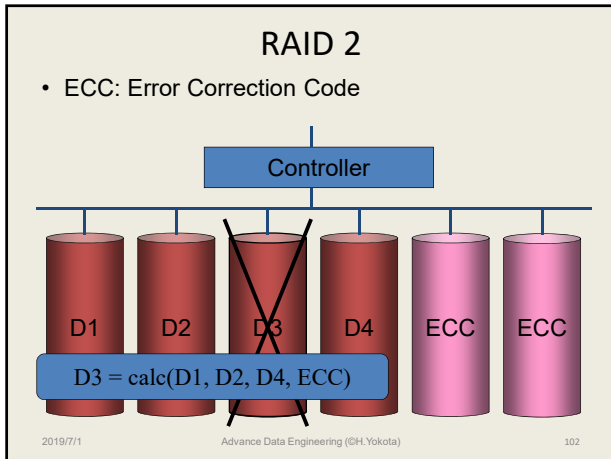 RAID 2
• ECC: Error Correction Code
Controller
D1 D2 D3 D4 ECC ECC
D3 = calc(D1, D2, D4, ECC)
2019/7/1 Advance Data Engineering (©H.Yokota) 102